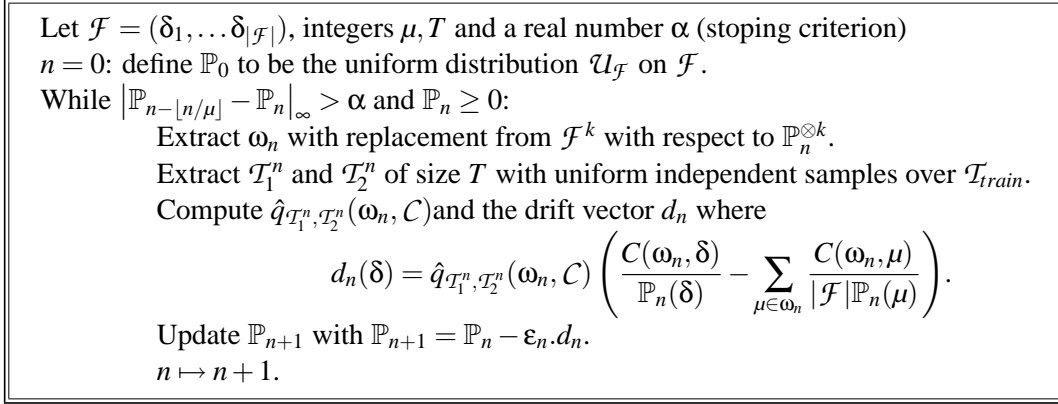 Let ℱ = (δ₁,…δ_{|ℱ|}), integers μ, T and a real number α (stoping criterion)
n = 0: define ℙ₀ to be the uniform distribution 𝒰_ℱ on ℱ.
While |ℙ_{n−⌊n/μ⌋} − ℙ_n|_∞ > α and ℙ_n ≥ 0:
Extract ω_n with replacement from ℱ^k with respect to ℙ_n^{⊗k}.
Extract 𝒯₁ⁿ and 𝒯₂ⁿ of size T with uniform independent samples over 𝒯_{train}.
Compute q̂_{𝒯₁ⁿ,𝒯₂ⁿ}(ω_n, 𝒞)and the drift vector d_n where
d_n(δ) = q̂_{𝒯₁ⁿ,𝒯₂ⁿ}(ω_n, 𝒞) ( C(ω_n, δ) / ℙ_n(δ) − ∑_{μ∈ω_n} C(ω_n, μ) / |ℱ|ℙ_n(μ) ).
Update ℙ_{n+1} with ℙ_{n+1} = ℙ_n − ε_n.d_n.
n ↦ n + 1.